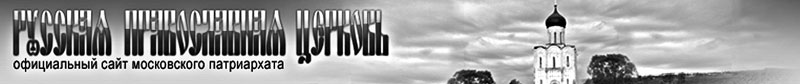 РУССКАЯ ПРАВОСЛАВНАЯ ЦЕРКОВЬ
официальный сайт московского патриархата